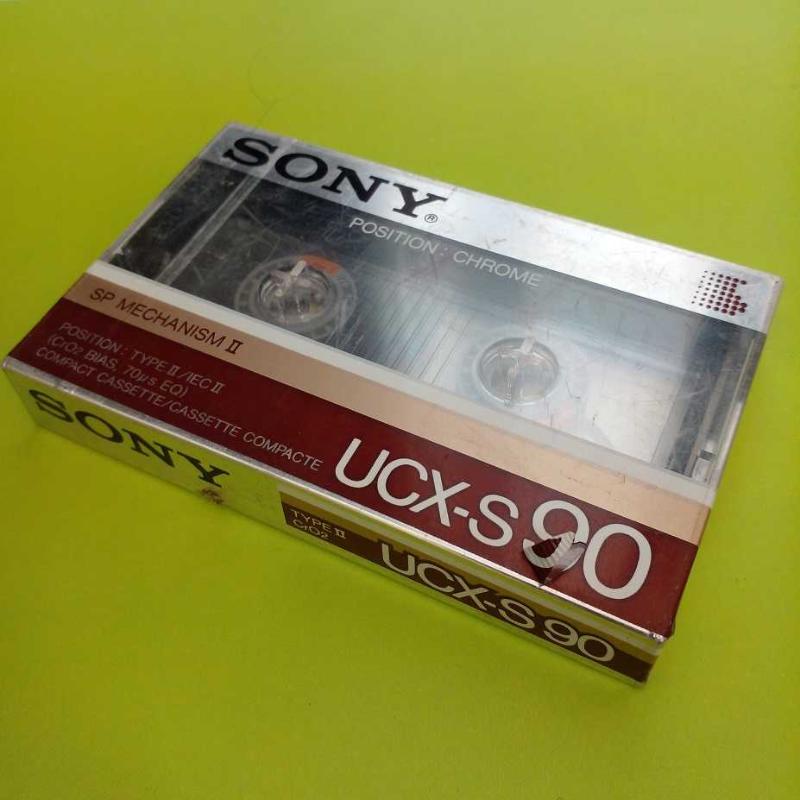 SONY®
POSITION : CHROME
SP MECHANISM II
POSITION : TYPE II/IEC II
(CrO2 BIAS, 70μs EQ)
COMPACT CASSETTE/CASSETTE COMPACTE
UCX-S 90
SONY
TYPE II
CrO2
UCX-S 90